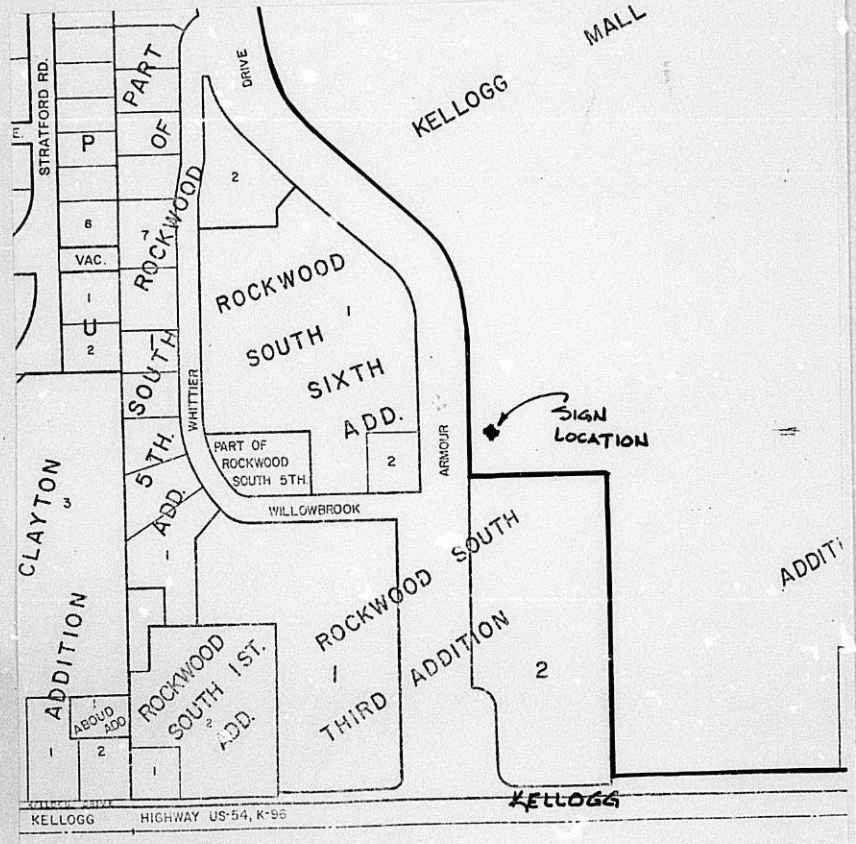 MALL
KELLOGG
DRIVE
STRATFORD RD.
PART
OF
ROCKWOOD
SOUTH
5TH.
ADD.
1
E.
P
6
VAC.
1
U
2
7
1
2
ROCKWOOD
SOUTH
1
SIXTH
ADD.
2
WHITTIER
PART OF
ROCKWOOD
SOUTH 5TH.
ARMOUR
SIGN
LOCATION
WILLOWBROOK
CLAYTON
3
ADDITION
ROCKWOOD SOUTH
THIRD ADDITION
1
2
ADDITI
ROCKWOOD
SOUTH 1ST.
2
ADD.
1
1
ABOUD
ADD
1
2
KELLOGG
KELLOGG HIGHWAY US-54, K-96